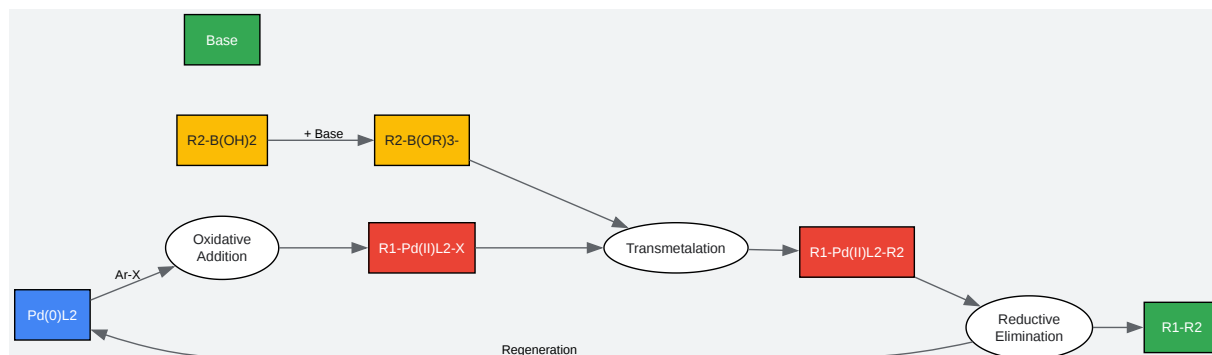 Base
R2-B(OH)2
+ Base
R2-B(OR)3-
Oxidative
Addition
R1-Pd(II)L2-X
Transmetalation
R1-Pd(II)L2-R2
Ar-X
Pd(0)L2
Reductive
Elimination
R1-R2
Regeneration